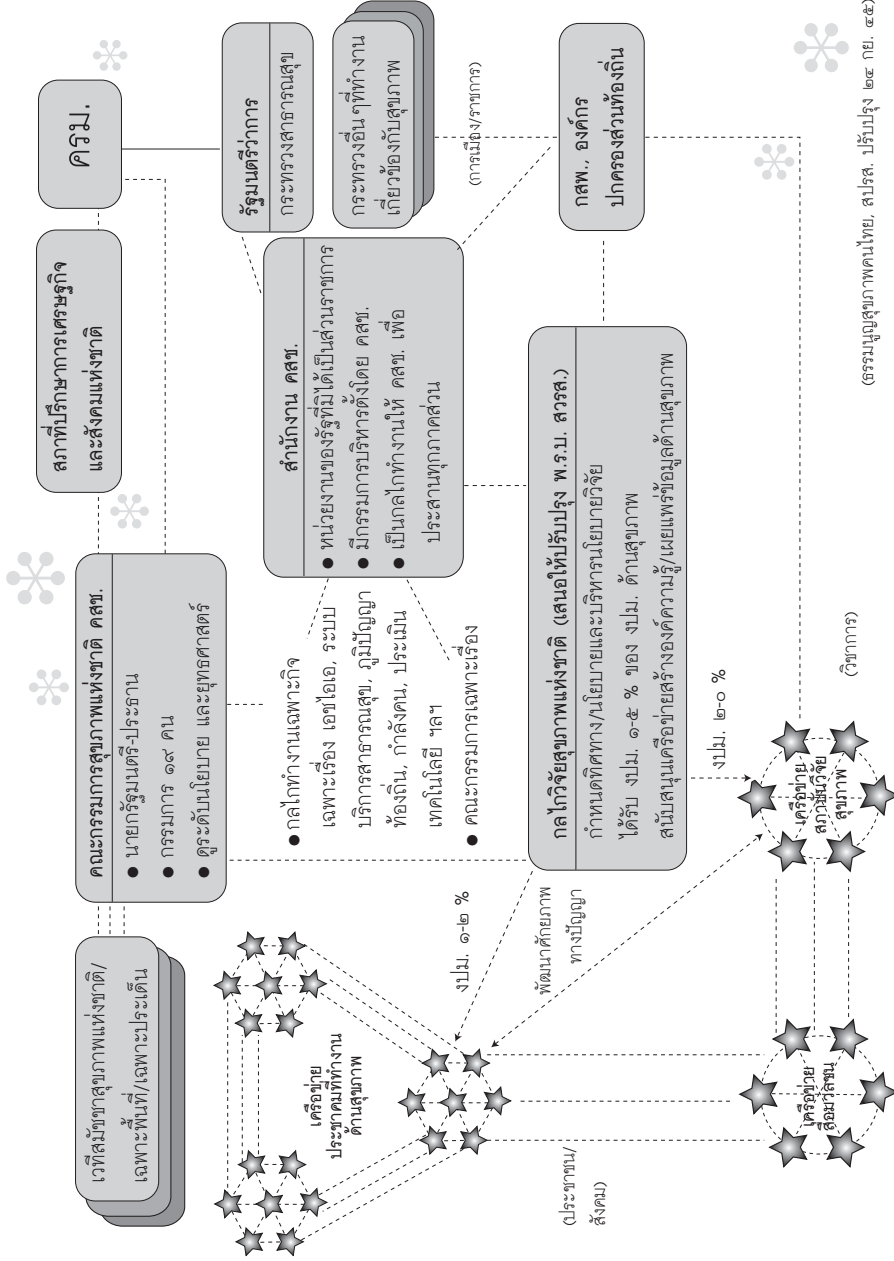 ครม.
สภาที่ปรึกษาการเศรษฐกิจ
และสังคมแห่งชาติ
คณะกรรมการสุขภาพแห่งชาติ คสช.
● นายกรัฐมนตรี-ประธาน
● กรรมการ ๑๙ คน
● ดูระดับนโยบาย และยุทธศาสตร์
เวทีสมัชชาสุขภาพแห่งชาติ/
เฉพาะพื้นที่/เฉพาะประเด็น
รัฐมนตรีว่าการ
กระทรวงสาธารณสุข
กระทรวงอื่น ๆที่ทำงาน
เกี่ยวข้องกับสุขภาพ
(การเมือง/ราชการ)
สำนักงาน คสช.
● หน่วยงานของรัฐที่มิได้เป็นส่วนราชการ
● มีกรรมการบริหารตั้งโดย คสช.
● เป็นกลไกทำงานให้ คสช. เพื่อ
ประสานทุกภาคส่วน
● กลไกทำงานเฉพาะกิจ
เฉพาะเรื่อง เอชไอเอ, ระบบ
บริการสาธารณสุข, ภูมิปัญญา
ท้องถิ่น, กำลังคน, ประเมิน
เทคโนโลยี ฯลฯ
● คณะกรรมการเฉพาะเรื่อง
กสพ., องค์กร
ปกครองส่วนท้องถิ่น
กลไกวิจัยสุขภาพแห่งชาติ (เสนอให้ปรับปรุง พ.ร.บ. สวรส.)
กำหนดทิศทาง/นโยบายและบริหารนโยบายวิจัย
ได้รับ งปม. ๑-๕ % ของ งปม. ด้านสุขภาพ
สนับสนุนเครือข่ายสร้างองค์ความรู้/เผยแพร่ข้อมูลด้านสุขภาพ
งปม. ๑-๒ %
งปม. ๒-๐ %
พัฒนาศักยภาพ
ทางปัญญา
เครือข่าย
ประชาคมที่ทำงาน
ด้านสุขภาพ
(ประชาชน/
สังคม)
เครือข่าย
สื่อมวลชน
เครือข่าย
สถาบันวิจัย
สุขภาพ
(วิชาการ)
(ธรรมนูญสุขภาพคนไทย, สปรส. ปรับปรุง ๒๔ กย. ๔๕)